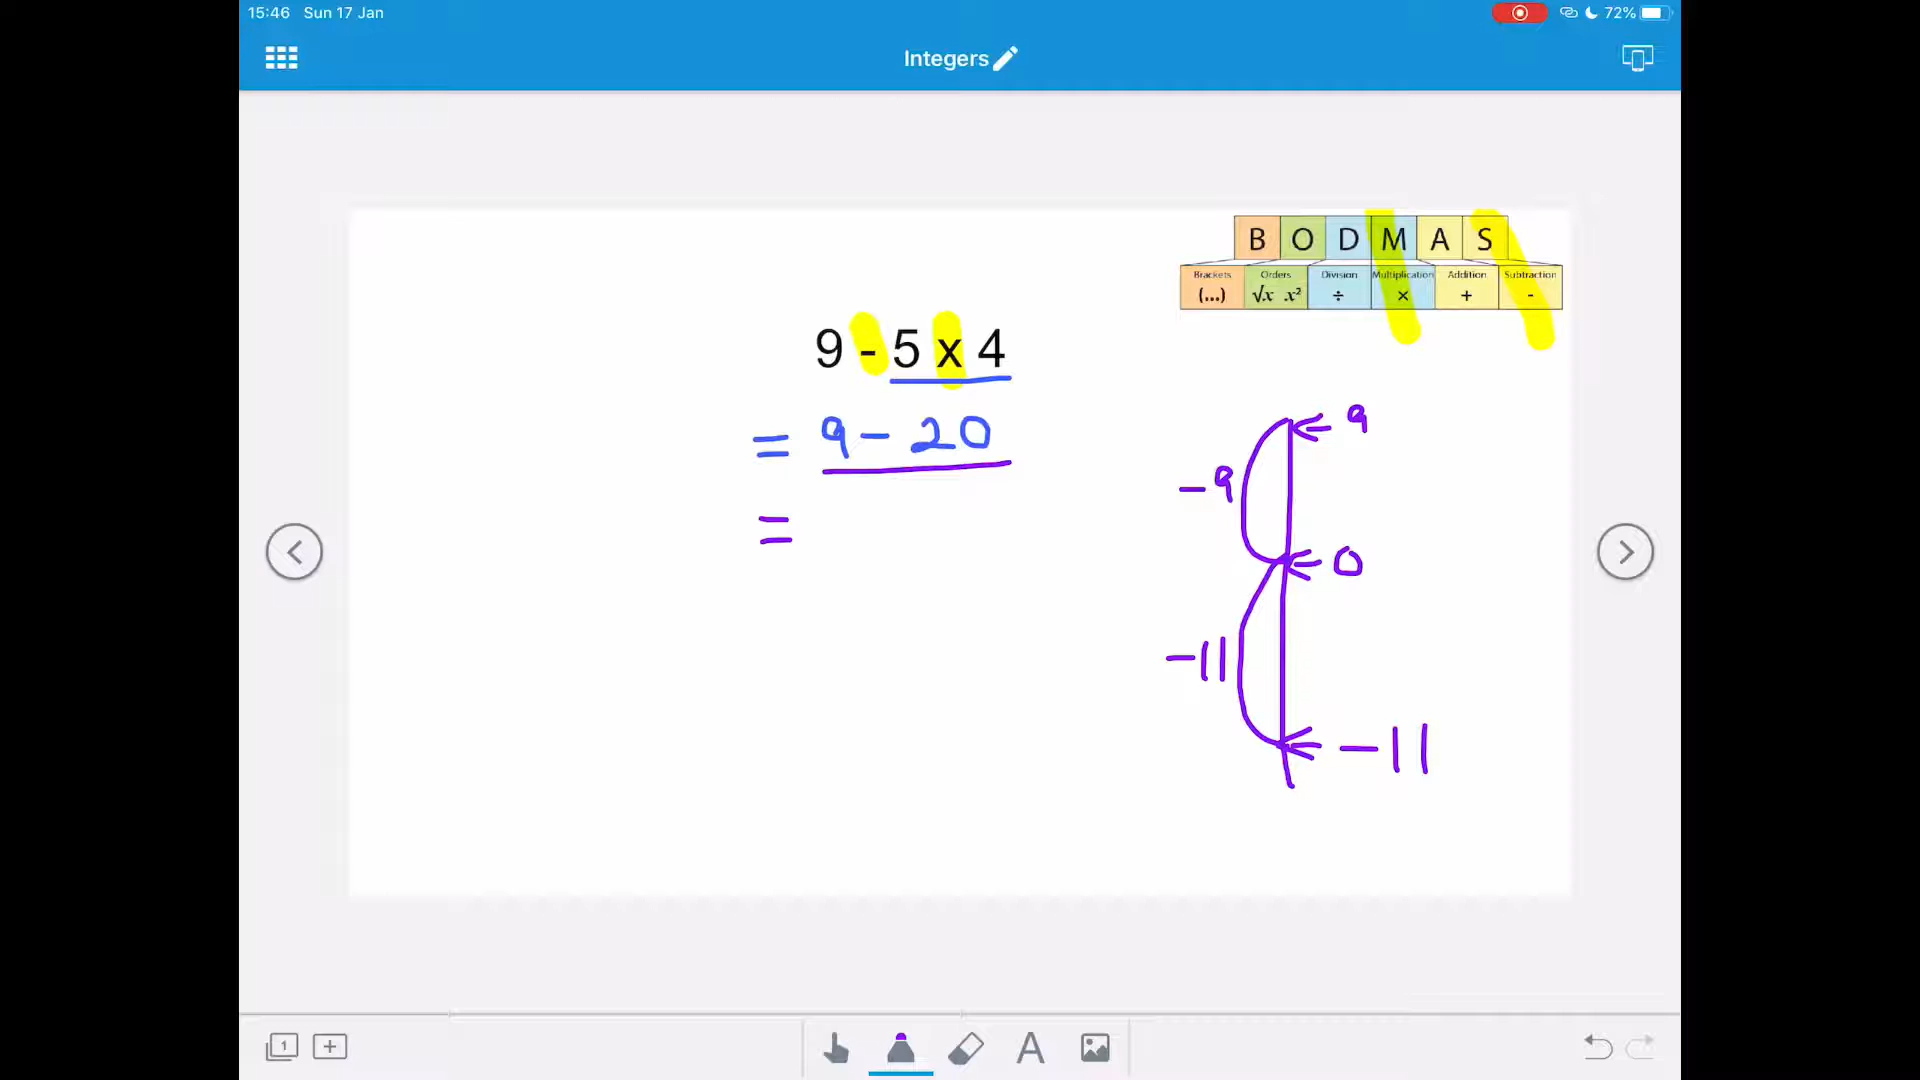 15:46 Sun 17 Jan
72%
Integers
B O D M A S
Brackets Orders Division Multiplication Addition Subtraction
(...) √x x² ÷ × + -
9 - 5 x 4
= 9 - 20
=
9
-9
0
-11
-11
1
A